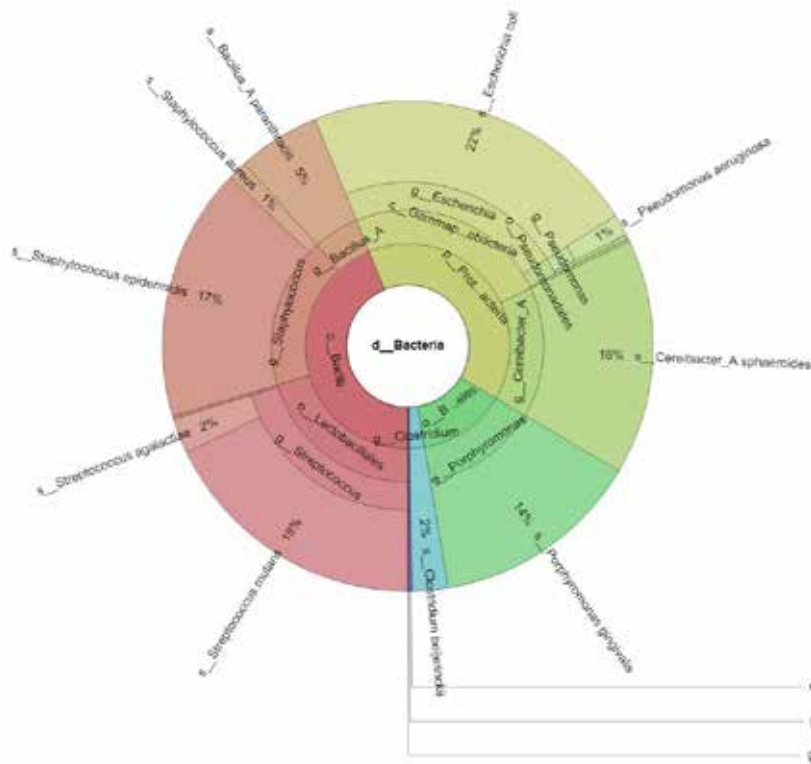 s__Escherichia coli
22%
s__Pseudomonas aeruginosa
1%
16% s__Cereibacter_A sphaeroides
14%
s__Porphyromonas gingivalis
2% s__Clostridium beijerinckii
s__Streptococcus mutans 18%
s__Streptococcus agalactiae 2%
s__Staphylococcus epidermidis 17%
s__Staphylococcus aureus 1%
s__Bacillus_A paranthracis 5%
g__Escherichia
g__Pseudomonas
o__Pseudomonadales
p__Prot...acteria
g__Cereibacter_A
g__Bacillus_A
g__Staphylococcus
c__Bacilli
o__Lactobacillales
g__Streptococcus
g__Clostridium
g__Porphyromonas
d__Bacteria